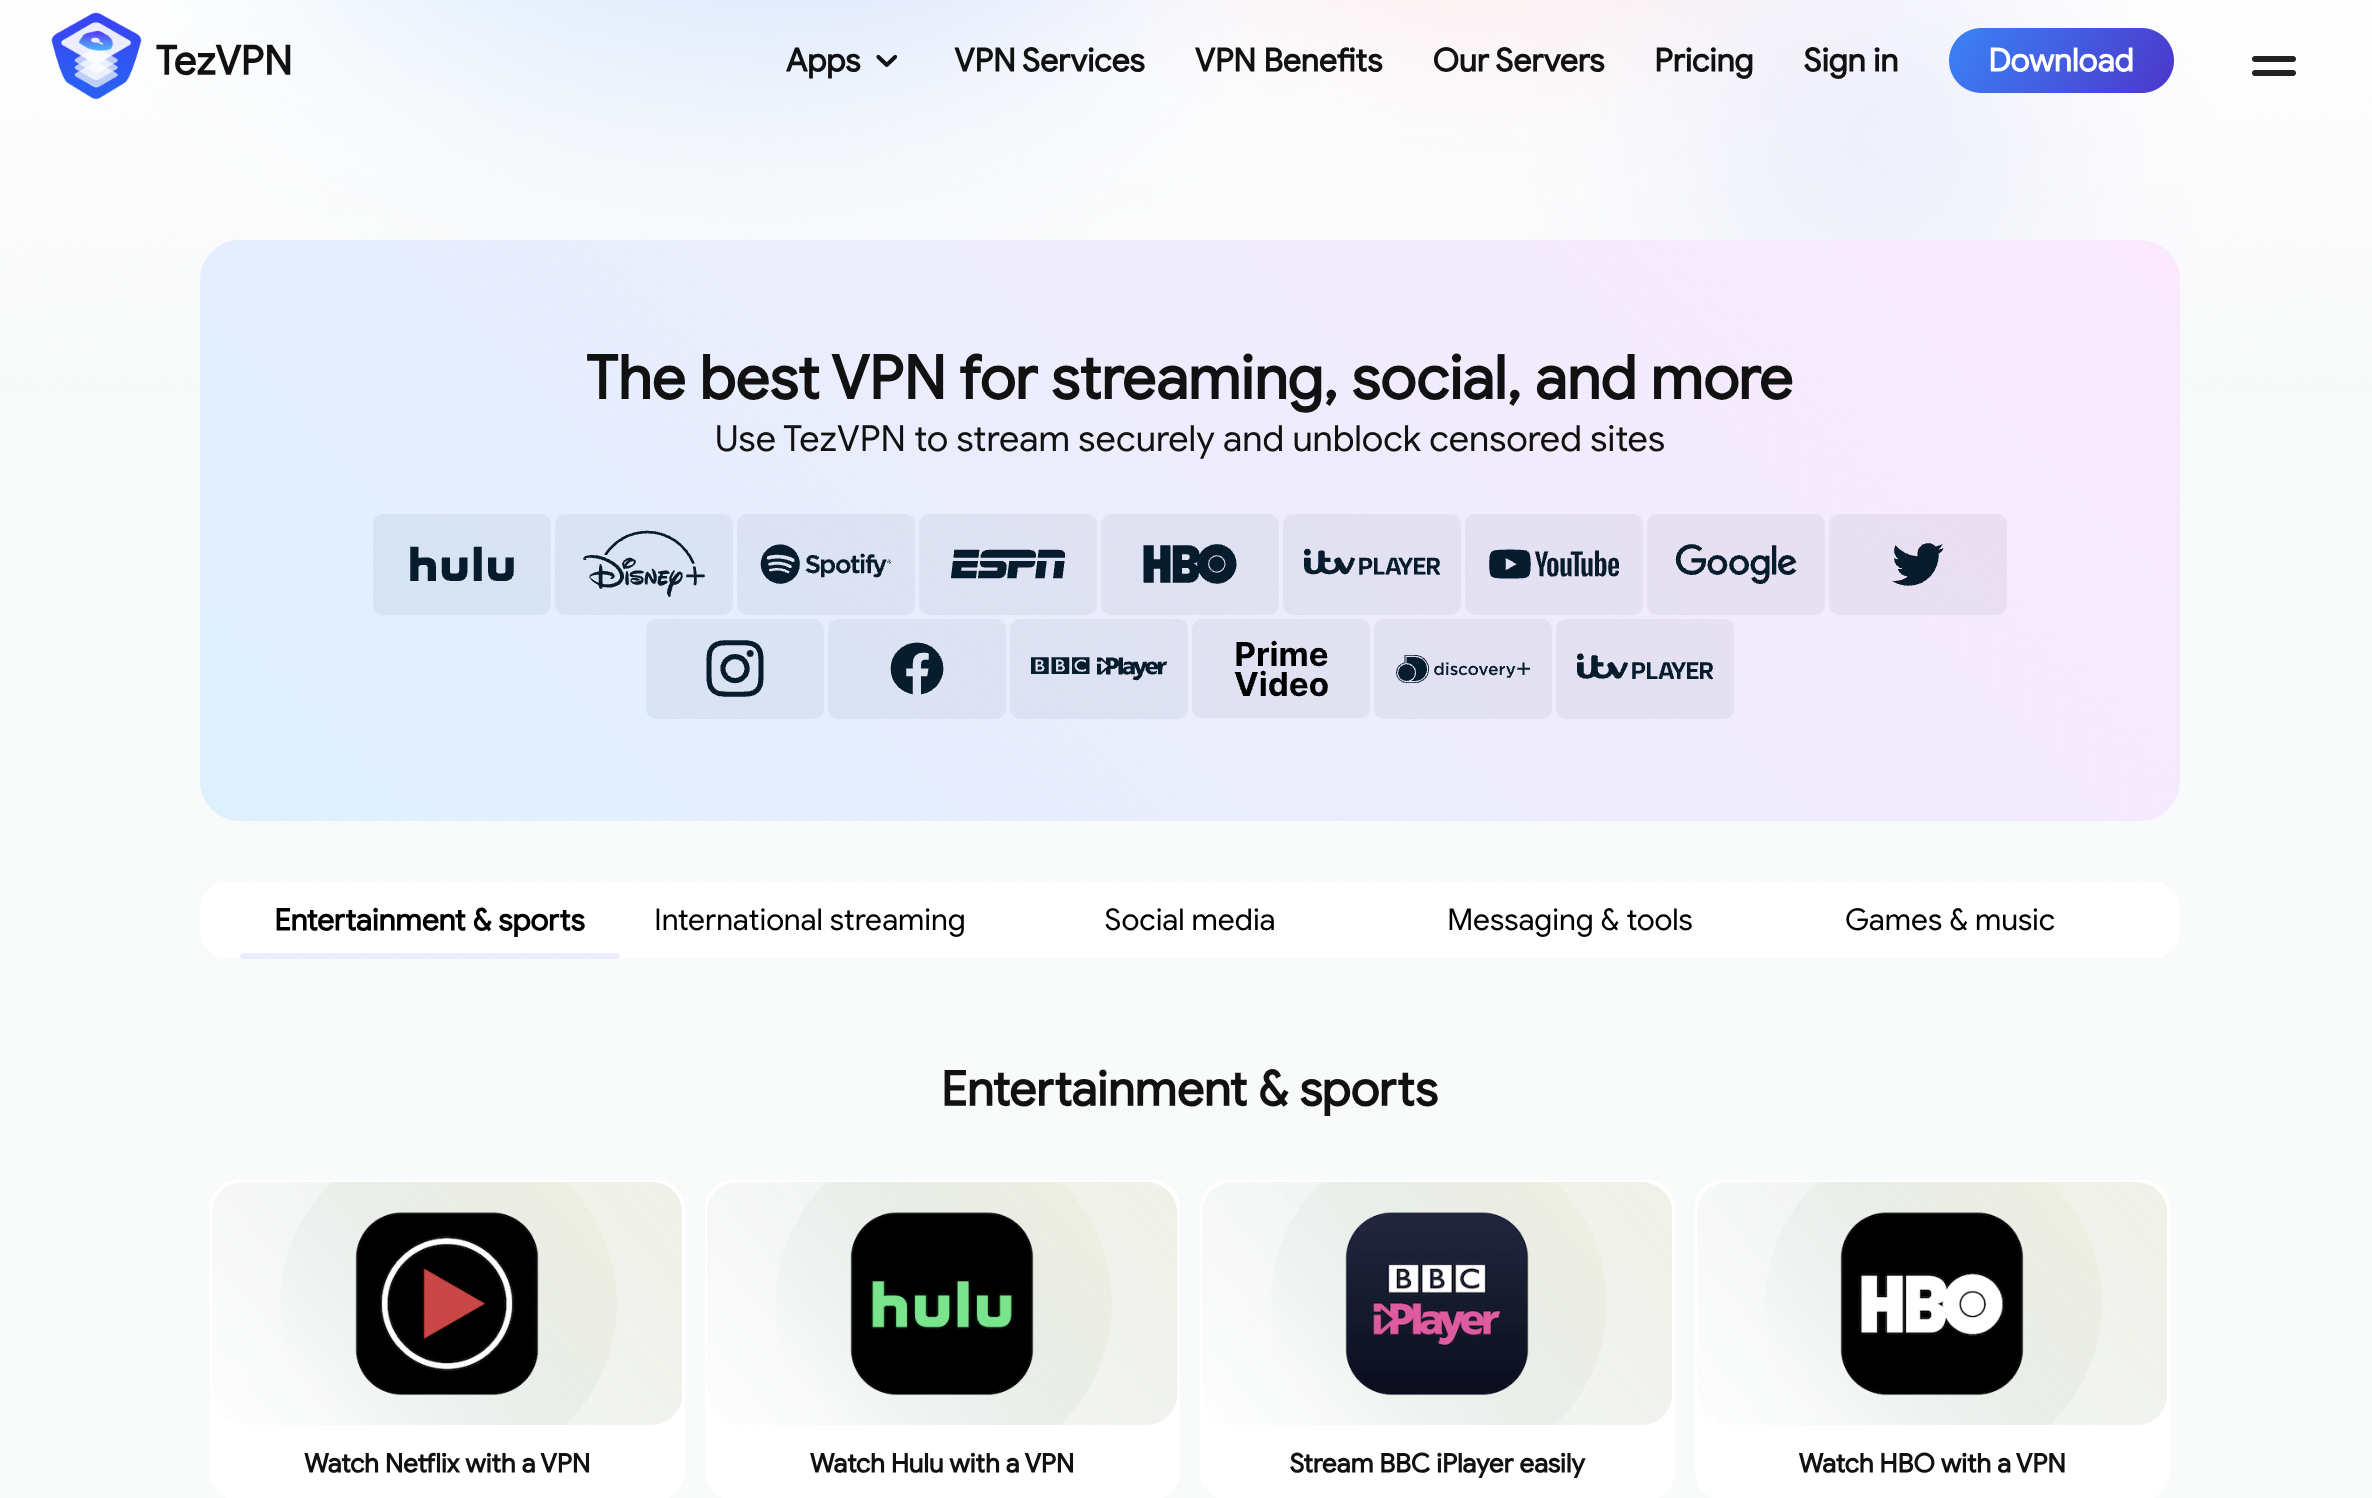 TezVPN
Apps
VPN Services
VPN Benefits
Our Servers
Pricing
Sign in
Download
The best VPN for streaming, social, and more
Use TezVPN to stream securely and unblock censored sites
hulu
Disney+
Spotify
ESPN
HBO
itv PLAYER
YouTube
Google
BBC iPlayer
Prime
Video
discovery+
itv PLAYER
Entertainment & sports
International streaming
Social media
Messaging & tools
Games & music
Entertainment & sports
hulu
BBC
iPlayer
HBO
Watch Netflix with a VPN
Watch Hulu with a VPN
Stream BBC iPlayer easily
Watch HBO with a VPN